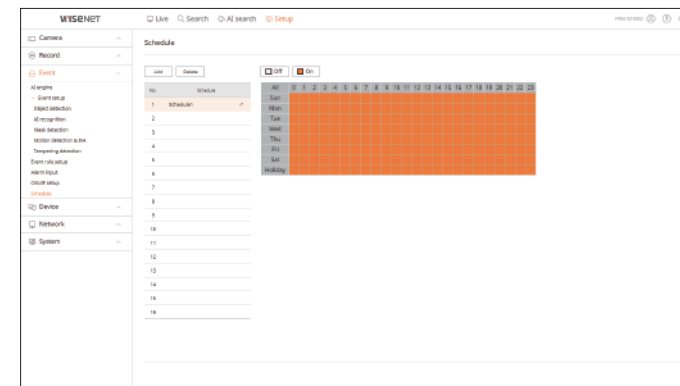 WISENET
Live Search AI search Setup
Camera
Record
Event
AI engine
Event setup
Object detection
AI recognition
Mask detection
Motion detection & IVA
Tampering detection
Event rule setup
Alarm input
ONVIF setup
Schedule
Device
Network
System
Schedule
Add Delete
No. Schedule
1 Schedule1
2
3
4
5
6
7
8
9
10
11
12
13
14
15
16
Off On
All 0 1 2 3 4 5 6 7 8 9 10 11 12 13 14 15 16 17 18 19 20 21 22 23
Sun
Mon
Tue
Wed
Thu
Fri
Sat
Holiday